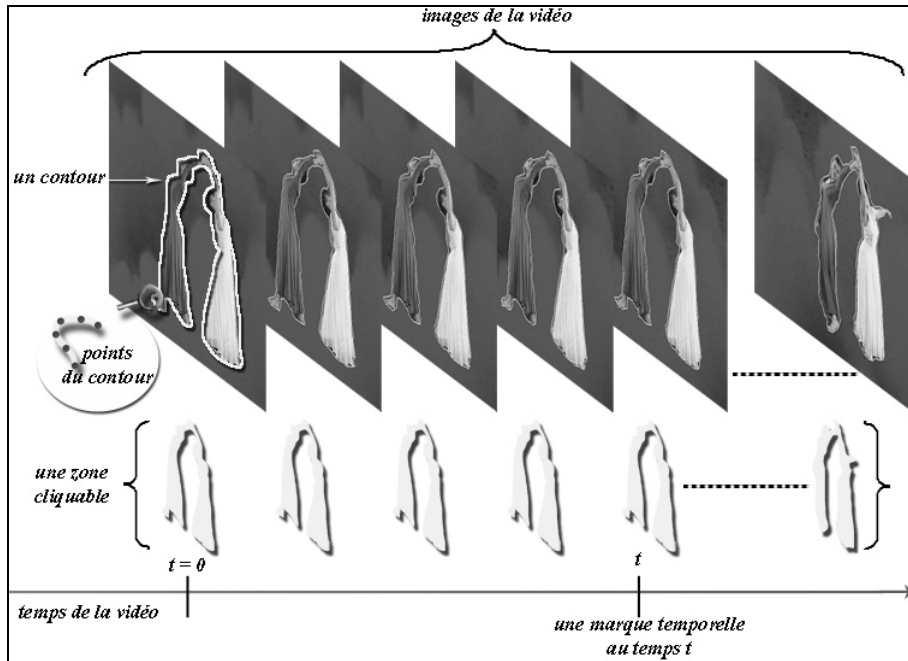 images de la vidéo
un contour
points
du contour
une zone
cliquable
t = 0
t
temps de la vidéo
une marque temporelle
au temps t